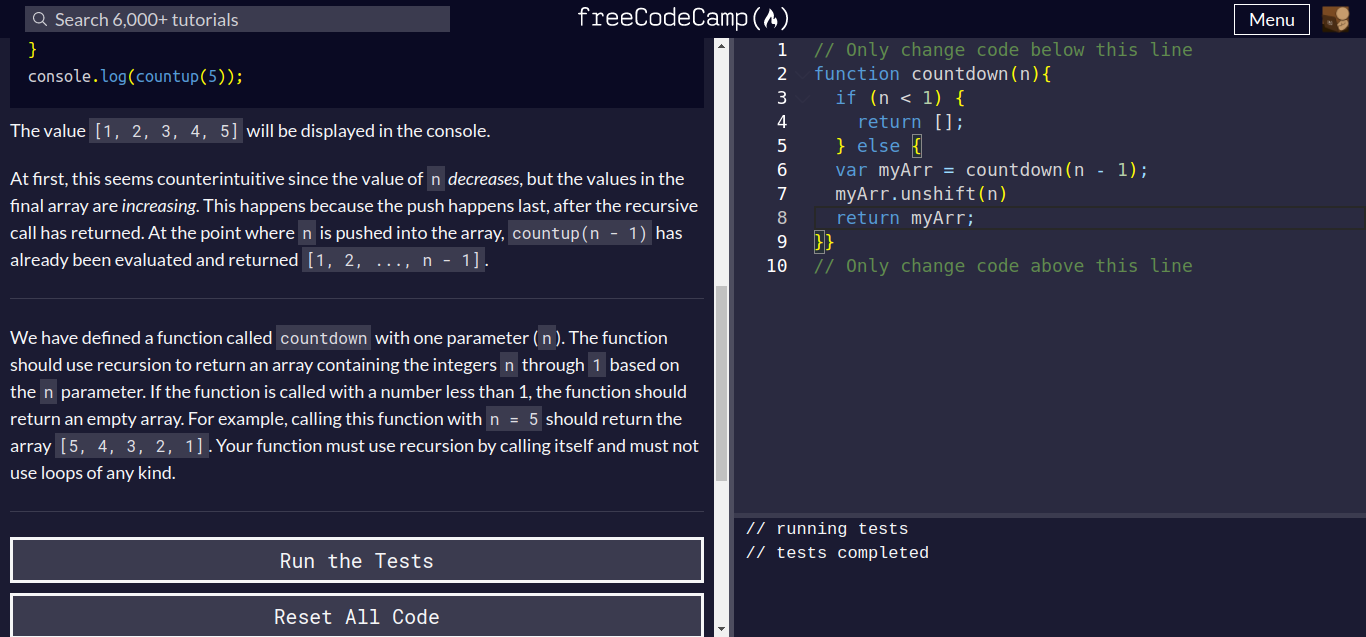 Search 6,000+ tutorials
freeCodeCamp
Menu
}
console.log(countup(5));
The value [1, 2, 3, 4, 5] will be displayed in the console.
At first, this seems counterintuitive since the value of n decreases, but the values in the
final array are increasing. This happens because the push happens last, after the recursive
call has returned. At the point where n is pushed into the array, countup(n - 1) has
already been evaluated and returned [1, 2, ..., n - 1].
We have defined a function called countdown with one parameter (n). The function
should use recursion to return an array containing the integers n through 1 based on
the n parameter. If the function is called with a number less than 1, the function should
return an empty array. For example, calling this function with n = 5 should return the
array [5, 4, 3, 2, 1]. Your function must use recursion by calling itself and must not
use loops of any kind.
Run the Tests
Reset All Code
1 // Only change code below this line
2 function countdown(n){
3 if (n < 1) {
4 return [];
5 } else {
6 var myArr = countdown(n - 1);
7 myArr.unshift(n)
8 return myArr;
9 }}
10 // Only change code above this line
// running tests
// tests completed